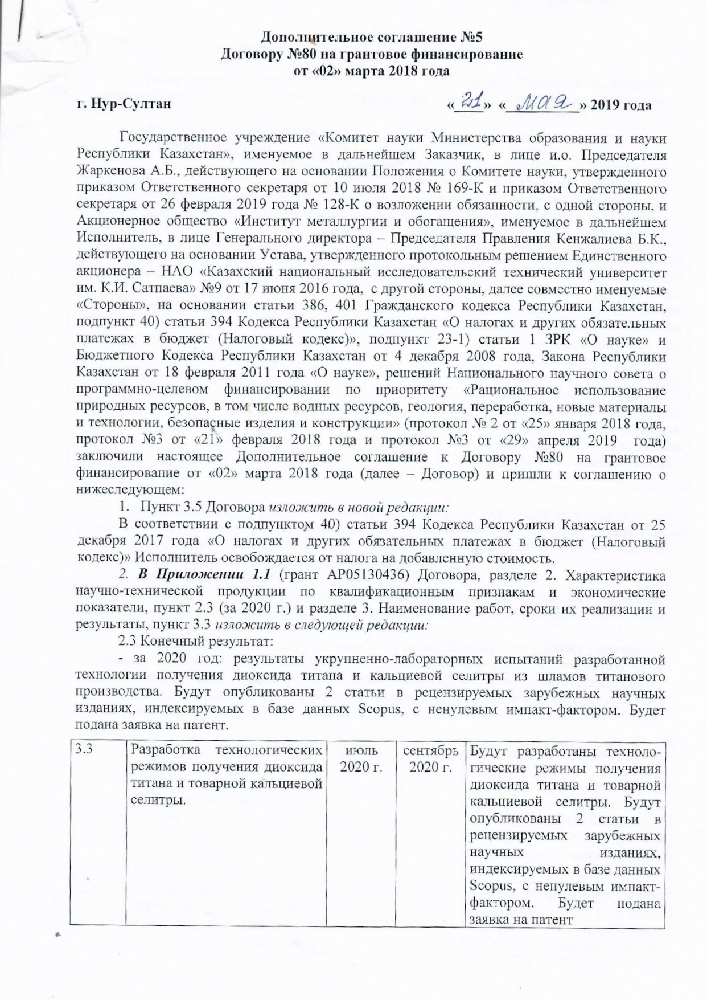 Дополнительное соглашение №5
Договору №80 на грантовое финансирование
от «02» марта 2018 года
г. Нур-Султан «21» «мая» 2019 года
Государственное учреждение «Комитет науки Министерства образования и науки
Республики Казахстан», именуемое в дальнейшем Заказчик, в лице и.о. Председателя
Жаркенова А.Б., действующего на основании Положения о Комитете науки, утвержденного
приказом Ответственного секретаря от 10 июля 2018 № 169-К и приказом Ответственного
секретаря от 26 февраля 2019 года № 128-К о возложении обязанности, с одной стороны, и
Акционерное общество «Институт металлургии и обогащения», именуемое в дальнейшем
Исполнитель, в лице Генерального директора – Председателя Правления Кенжалиева Б.К.,
действующего на основании Устава, утвержденного протокольным решением Единственного
акционера – НАО «Казахский национальный исследовательский технический университет
им. К.И. Сатпаева» №9 от 17 июня 2016 года, с другой стороны, далее совместно именуемые
«Стороны», на основании статьи 386, 401 Гражданского кодекса Республики Казахстан,
подпункт 40) статьи 394 Кодекса Республики Казахстан «О налогах и других обязательных
платежах в бюджет (Налоговый кодекс)», подпункт 23-1) статьи 1 ЗРК «О науке» и
Бюджетного Кодекса Республики Казахстан от 4 декабря 2008 года, Закона Республики
Казахстан от 18 февраля 2011 года «О науке», решений Национального научного совета о
программно-целевом финансировании по приоритету «Рациональное использование
природных ресурсов, в том числе водных ресурсов, геология, переработка, новые материалы
и технологии, безопасные изделия и конструкции» (протокол № 2 от «25» января 2018 года,
протокол №3 от «21» февраля 2018 года и протокол №3 от «29» апреля 2019 года)
заключили настоящее Дополнительное соглашение к Договору №80 на грантовое
финансирование от «02» марта 2018 года (далее – Договор) и пришли к соглашению о
нижеследующем:
1. Пункт 3.5 Договора изложить в новой редакции:
В соответствии с подпунктом 40) статьи 394 Кодекса Республики Казахстан от 25
декабря 2017 года «О налогах и других обязательных платежах в бюджет (Налоговый
кодекс)» Исполнитель освобождается от налога на добавленную стоимость.
2. В Приложении 1.1 (грант АР05130436) Договора, разделе 2. Характеристика
научно-технической продукции по квалификационным признакам и экономические
показатели, пункт 2.3 (за 2020 г.) и разделе 3. Наименование работ, сроки их реализации и
результаты, пункт 3.3 изложить в следующей редакции:
2.3 Конечный результат:
- за 2020 год: результаты укрупненно-лабораторных испытаний разработанной
технологии получения диоксида титана и кальциевой селитры из шламов титанового
производства. Будут опубликованы 2 статьи в рецензируемых зарубежных научных
изданиях, индексируемых в базе данных Scopus, с ненулевым импакт-фактором. Будет
подана заявка на патент.
3.3
Разработка технологических
режимов получения диоксида
титана и товарной кальциевой
селитры.
июль
2020 г.
сентябрь
2020 г.
Будут разработаны техноло-
гические режимы получения
диоксида титана и товарной
кальциевой селитры. Будут
опубликованы 2 статьи в
рецензируемых зарубежных
научных изданиях,
индексируемых в базе данных
Scopus, с ненулевым импакт-
фактором. Будет подана
заявка на патент